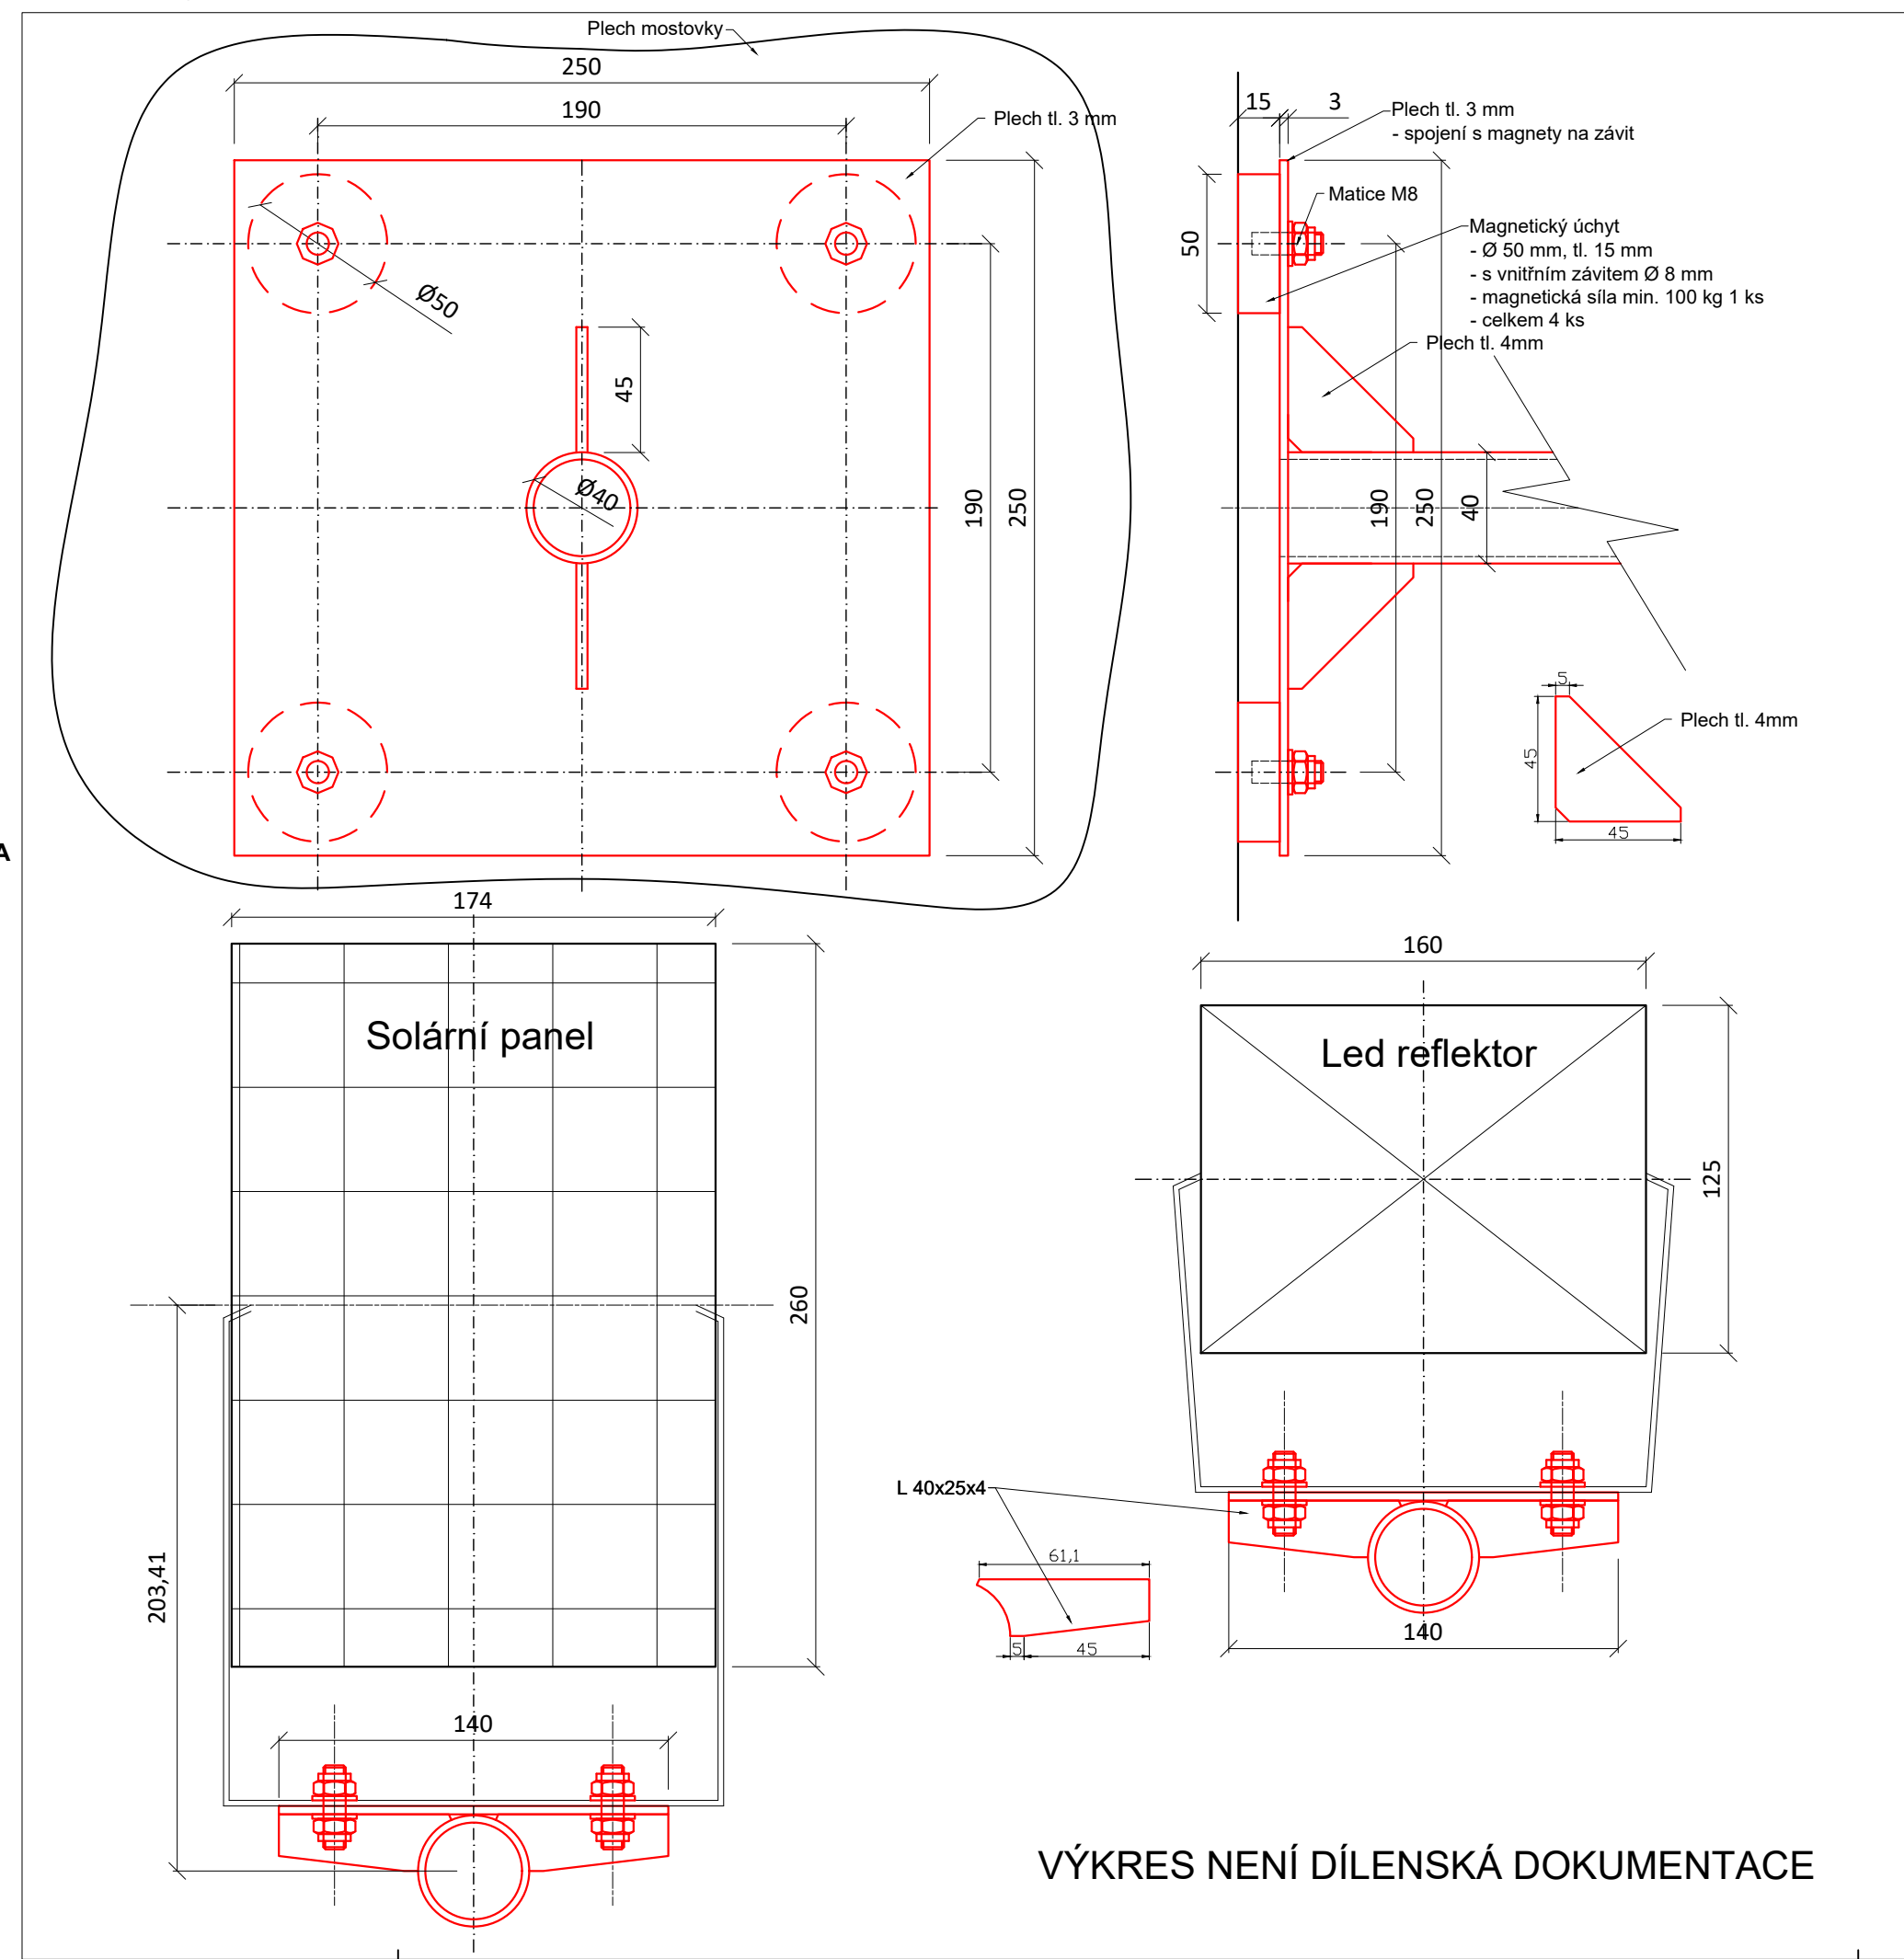 Plech mostovky
250
190
Plech tl. 3 mm
Ø50
45
Ø40
190
250
15
3
Plech tl. 3 mm
- spojení s magnety na závit
Matice M8
50
Magnetický úchyt
- Ø 50 mm, tl. 15 mm
- s vnitřním závitem Ø 8 mm
- magnetická síla min. 100 kg 1 ks
- celkem 4 ks
Plech tl. 4mm
190
250
40
5
45
Plech tl. 4mm
45
A
174
Solární panel
260
203,41
140
160
Led reflektor
125
L 40x25x4
61,1
5
45
140
VÝKRES NENÍ DÍLENSKÁ DOKUMENTACE